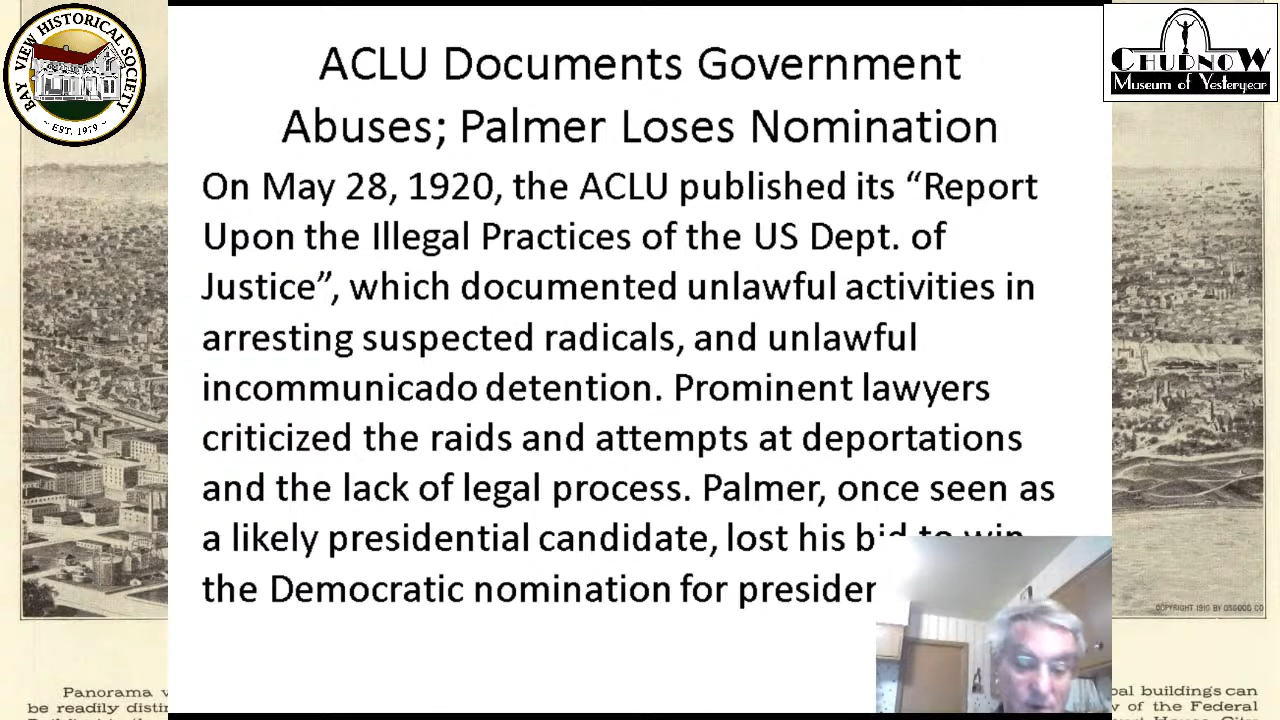 BAY VIEW HISTORICAL SOCIETY
~ EST. 1979 ~
CHUDNOW
Museum of Yesteryear
ACLU Documents Government
Abuses; Palmer Loses Nomination
On May 28, 1920, the ACLU published its “Report
Upon the Illegal Practices of the US Dept. of
Justice”, which documented unlawful activities in
arresting suspected radicals, and unlawful
incommunicado detention. Prominent lawyers
criticized the raids and attempts at deportations
and the lack of legal process. Palmer, once seen as
a likely presidential candidate, lost his bid to win
the Democratic nomination for presiden
COPYRIGHT 1910 BY OSGOOD CO
Panorama
be readily
buildings can
of the Federal